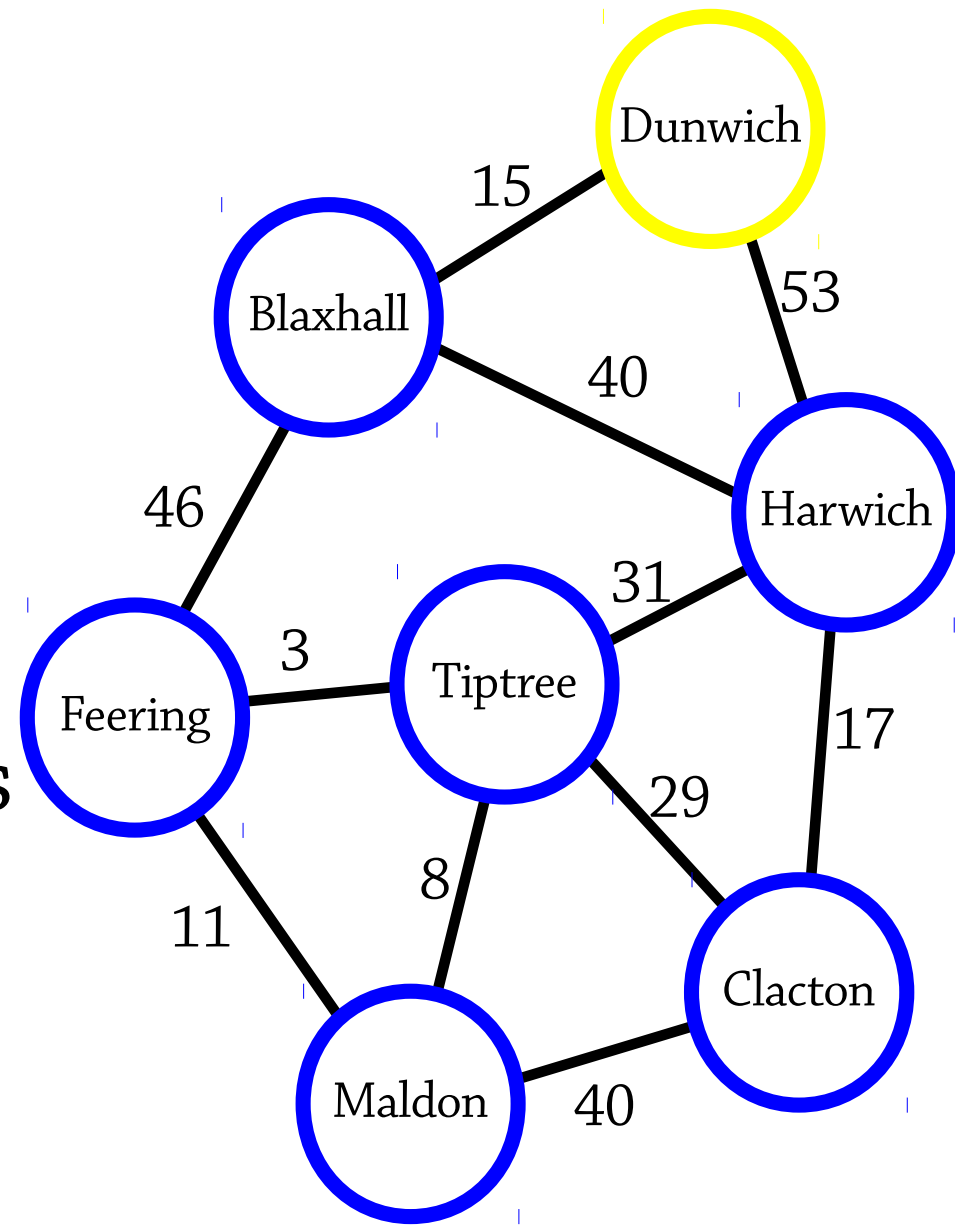 Dunwich
15
53
Blaxhall
40
46
Harwich
31
3
Tiptree
Feering
17
s
29
8
11
Clacton
Maldon
40